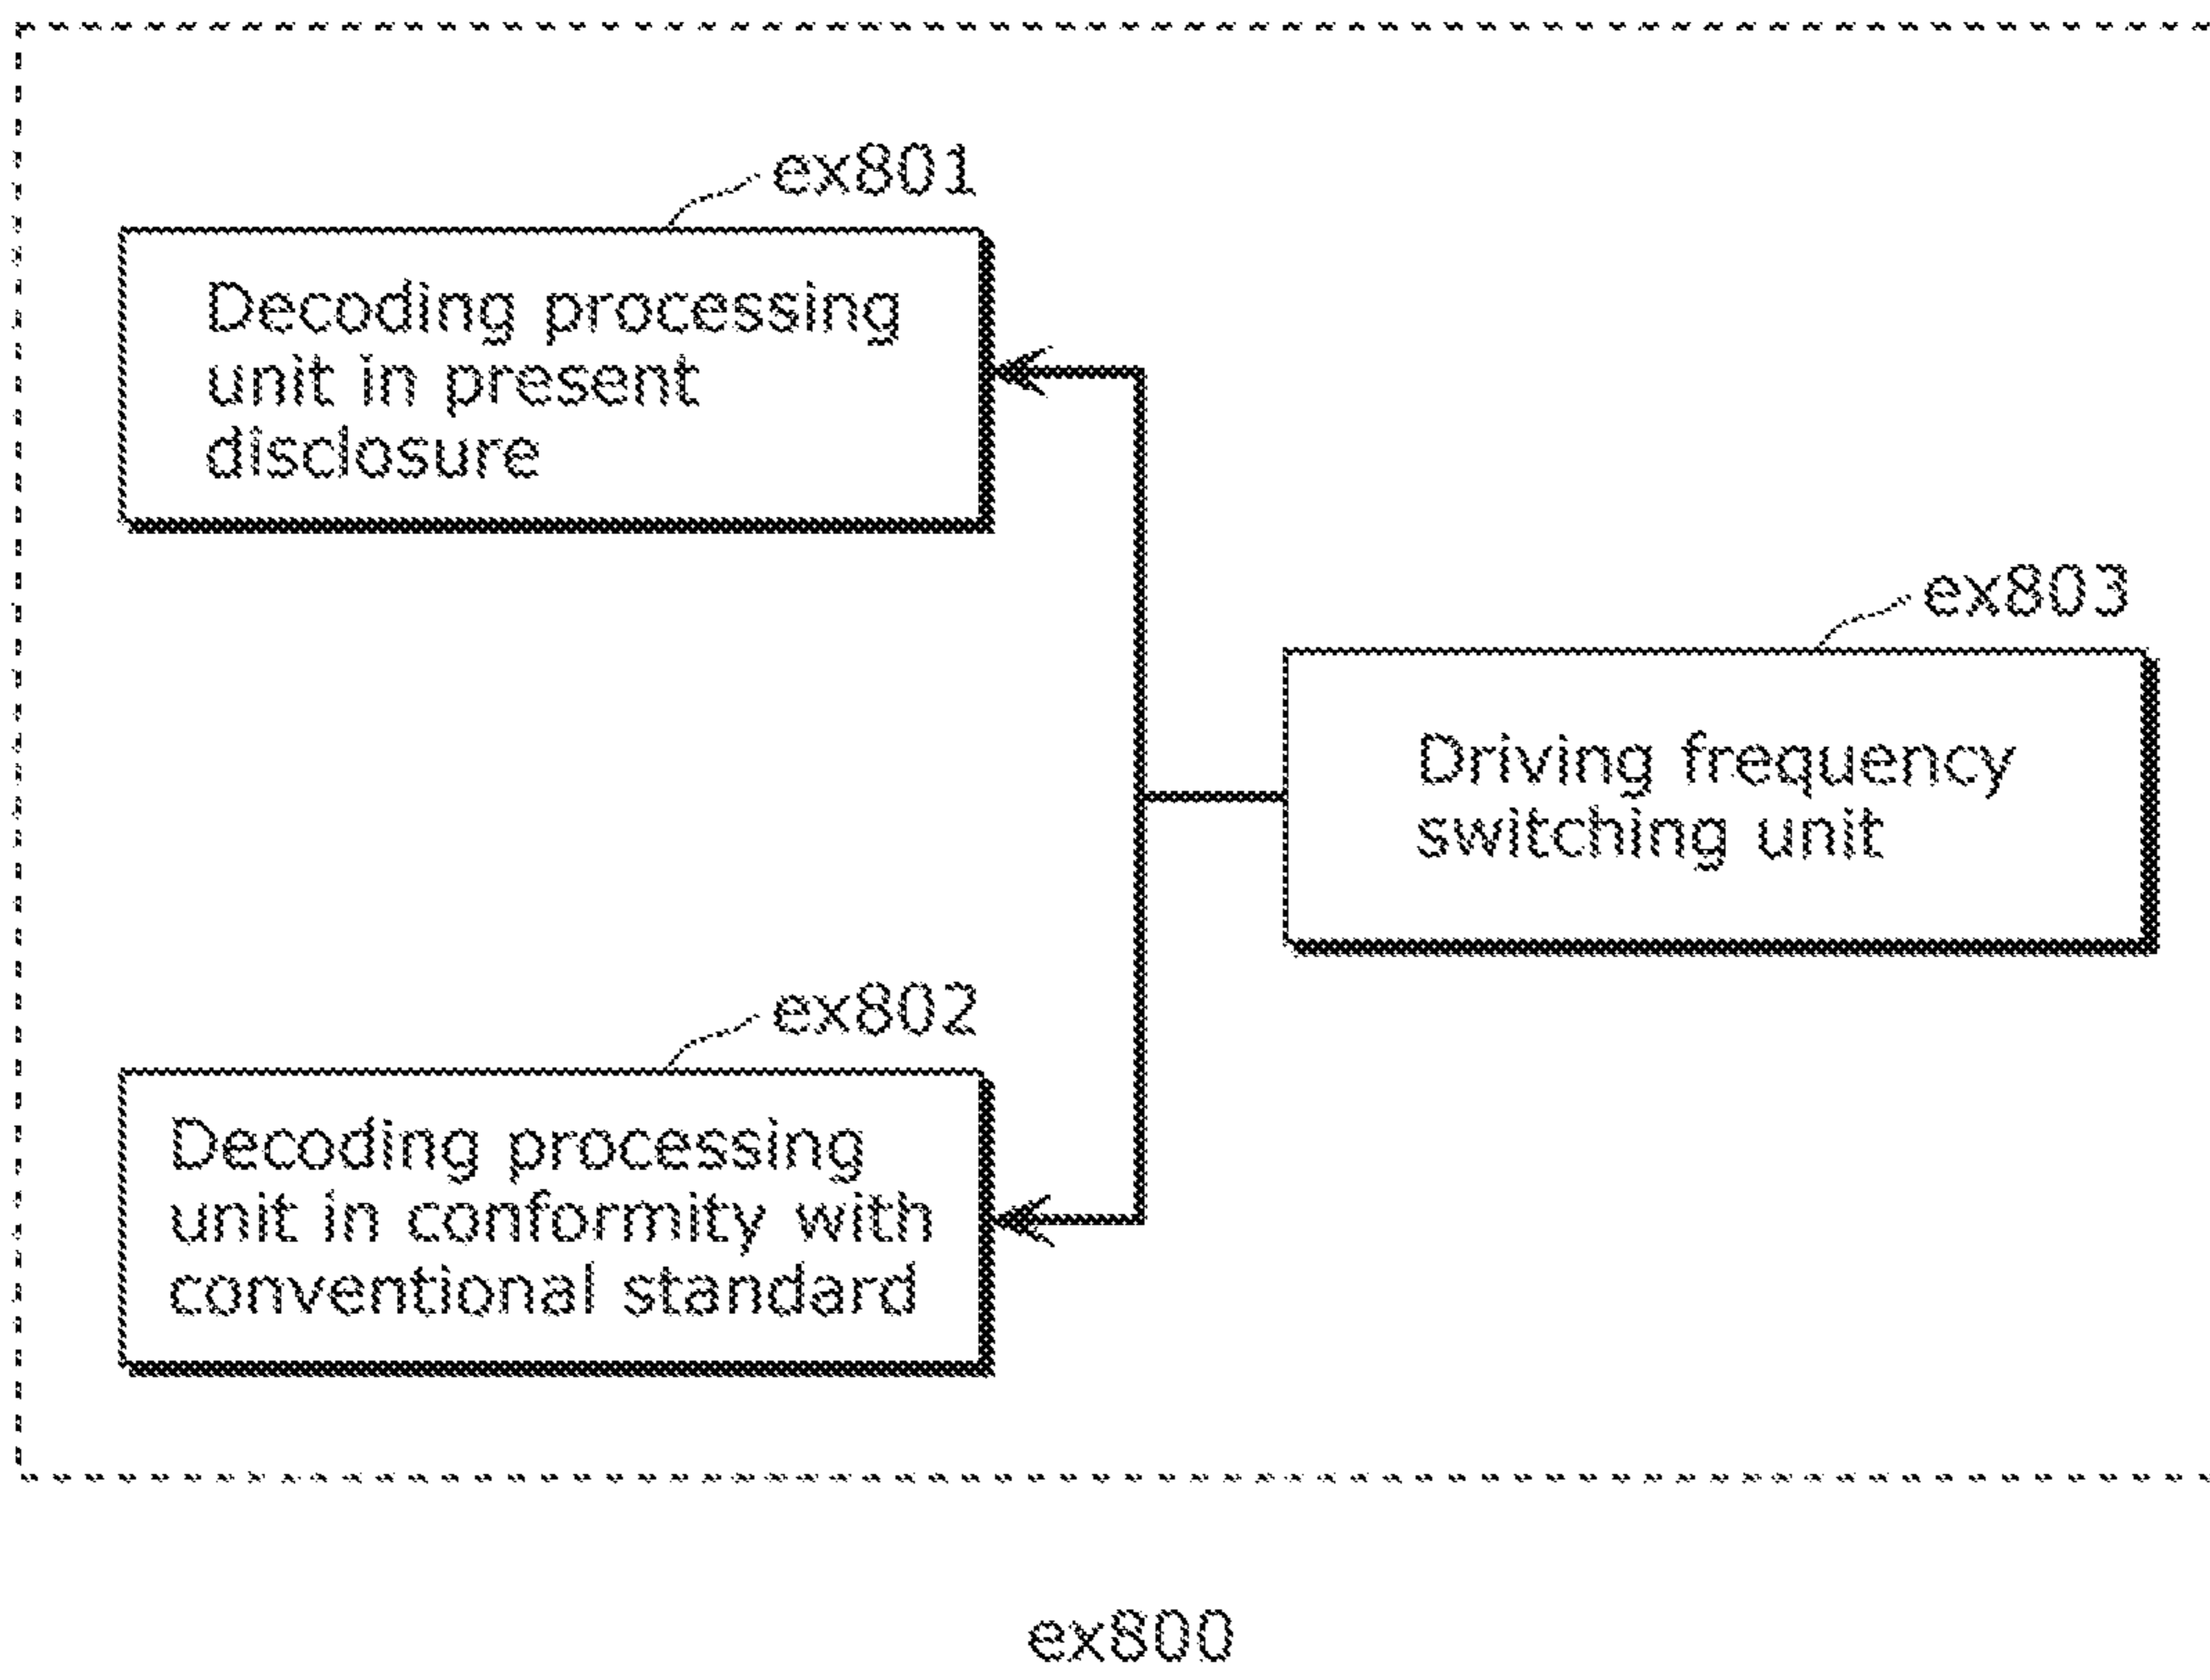 ex801
Decoding processing
unit in present
disclosure
ex803
Driving frequency
switching unit
ex802
Decoding processing
unit in conformity with
conventional standard
ex800